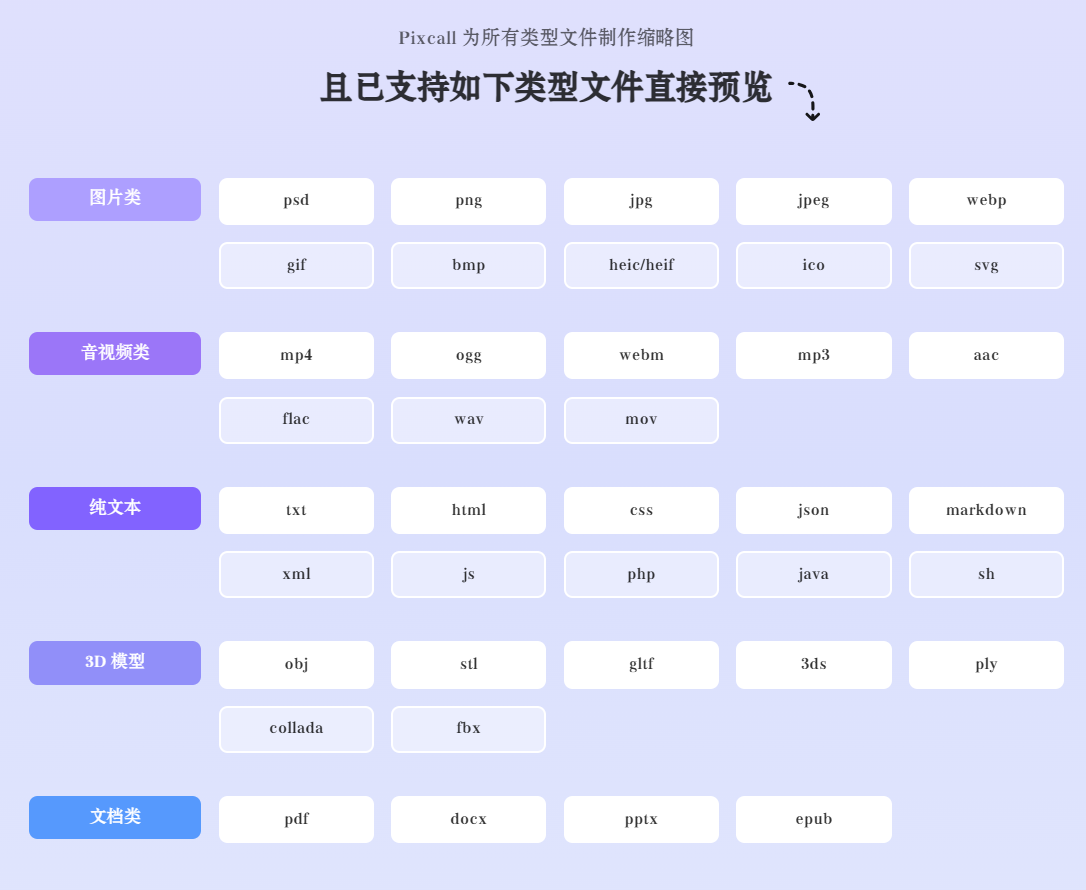 Pixcall 为所有类型文件制作缩略图
且已支持如下类型文件直接预览
图片类 psd png jpg jpeg webp
gif bmp heic/heif ico svg
音视频类 mp4 ogg webm mp3 aac
flac wav mov
纯文本 txt html css json markdown
xml js php java sh
3D 模型 obj stl gltf 3ds ply
collada fbx
文档类 pdf docx pptx epub